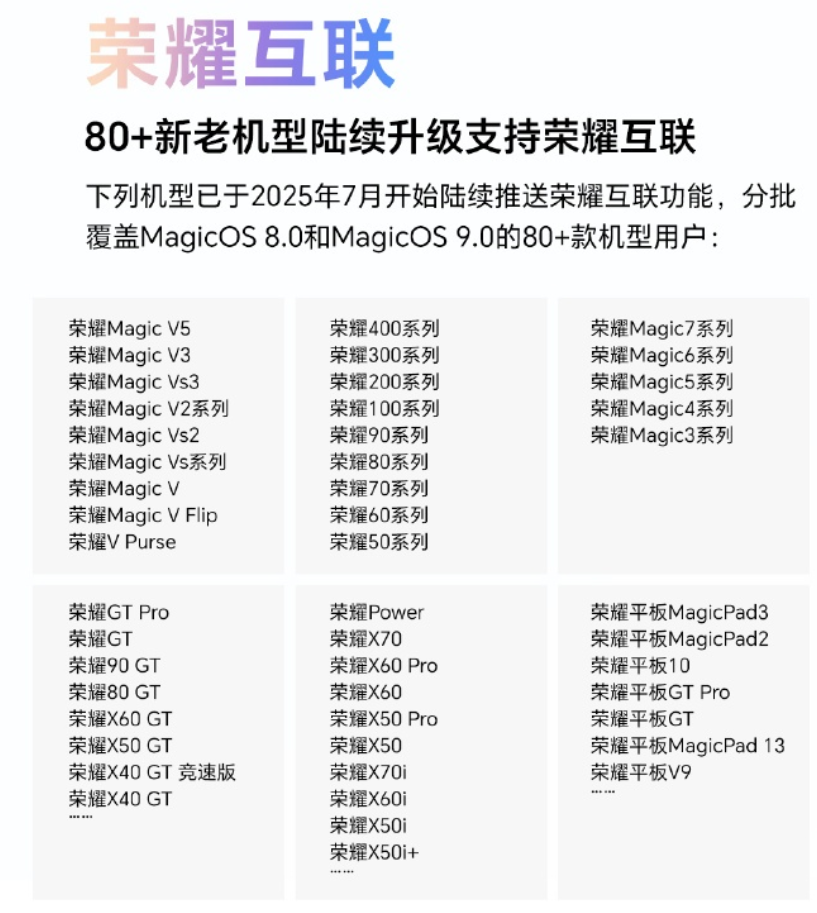 荣耀互联
80+新老机型陆续升级支持荣耀互联
下列机型已于2025年7月开始陆续推送荣耀互联功能，分批
覆盖MagicOS 8.0和MagicOS 9.0的80+款机型用户：
荣耀Magic V5
荣耀Magic V3
荣耀Magic Vs3
荣耀Magic V2系列
荣耀Magic Vs2
荣耀Magic Vs系列
荣耀Magic V
荣耀Magic V Flip
荣耀V Purse
荣耀400系列
荣耀300系列
荣耀200系列
荣耀100系列
荣耀90系列
荣耀80系列
荣耀70系列
荣耀60系列
荣耀50系列
荣耀Magic7系列
荣耀Magic6系列
荣耀Magic5系列
荣耀Magic4系列
荣耀Magic3系列
荣耀GT Pro
荣耀GT
荣耀90 GT
荣耀80 GT
荣耀X60 GT
荣耀X50 GT
荣耀X40 GT 竞速版
荣耀X40 GT
……
荣耀Power
荣耀X70
荣耀X60 Pro
荣耀X60
荣耀X50 Pro
荣耀X50
荣耀X70i
荣耀X60i
荣耀X50i
荣耀X50i+
……
荣耀平板MagicPad3
荣耀平板MagicPad2
荣耀平板10
荣耀平板GT Pro
荣耀平板GT
荣耀平板MagicPad 13
荣耀平板V9
……